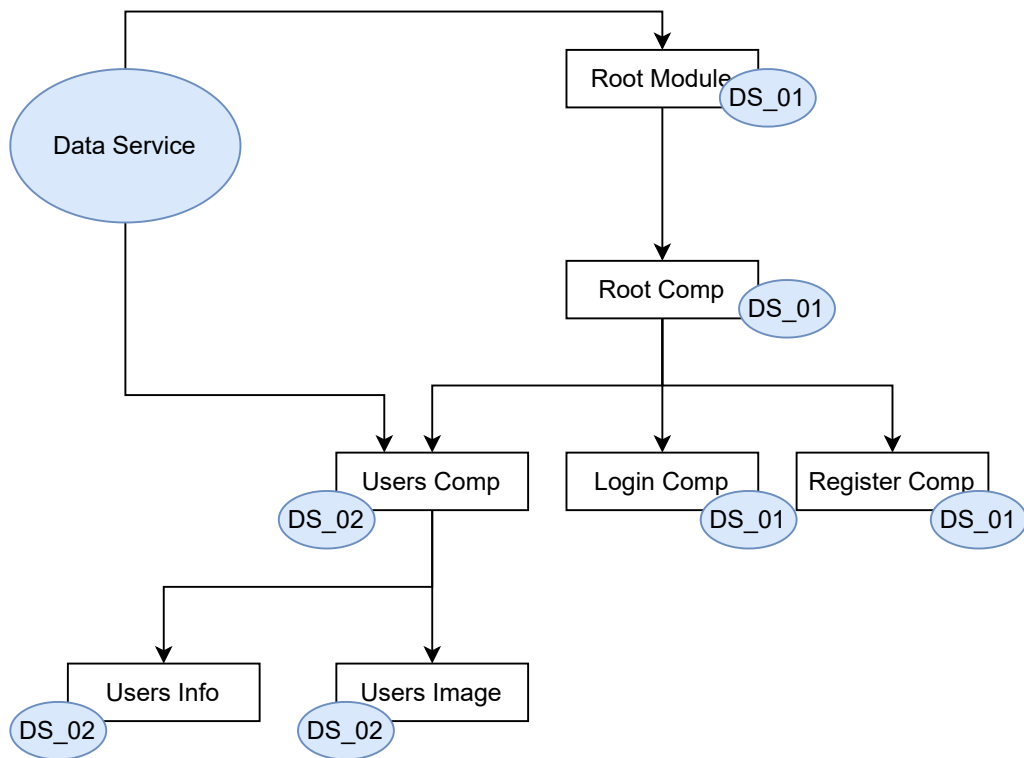 Root Module
DS_01
Data Service
Root Comp
DS_01
Users Comp
Login Comp
Register Comp
DS_02
DS_01
DS_01
Users Info
Users Image
DS_02
DS_02